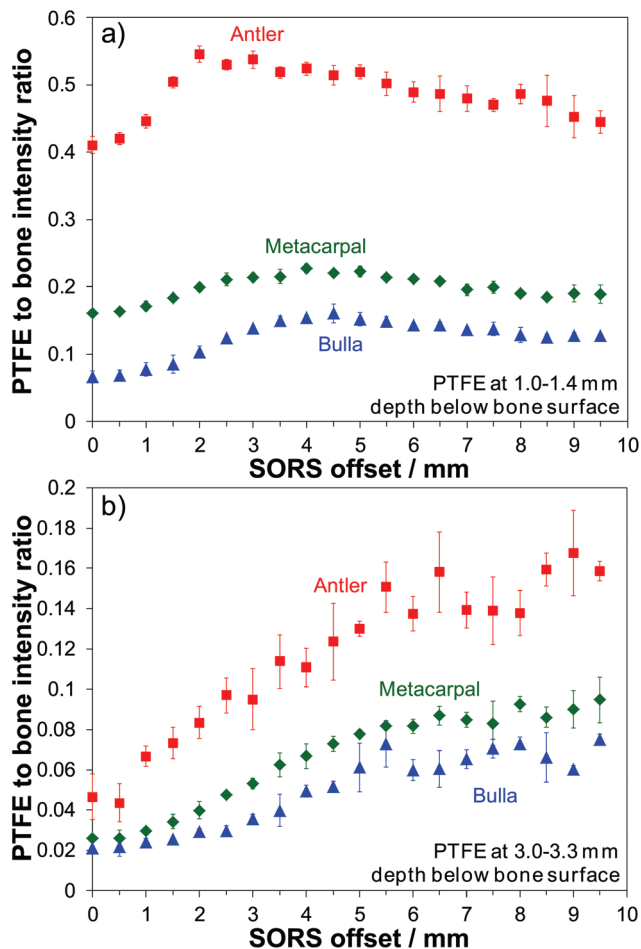 a)
Antler
Metacarpal
Bulla
PTFE at 1.0-1.4 mm
depth below bone surface
PTFE to bone intensity ratio
0.6
0.5
0.4
0.3
0.2
0.1
0
0 1 2 3 4 5 6 7 8 9 10
SORS offset / mm
b)
Antler
Metacarpal
Bulla
PTFE at 3.0-3.3 mm
depth below bone surface
PTFE to bone intensity ratio
0.2
0.18
0.16
0.14
0.12
0.1
0.08
0.06
0.04
0.02
0
0 1 2 3 4 5 6 7 8 9 10
SORS offset / mm